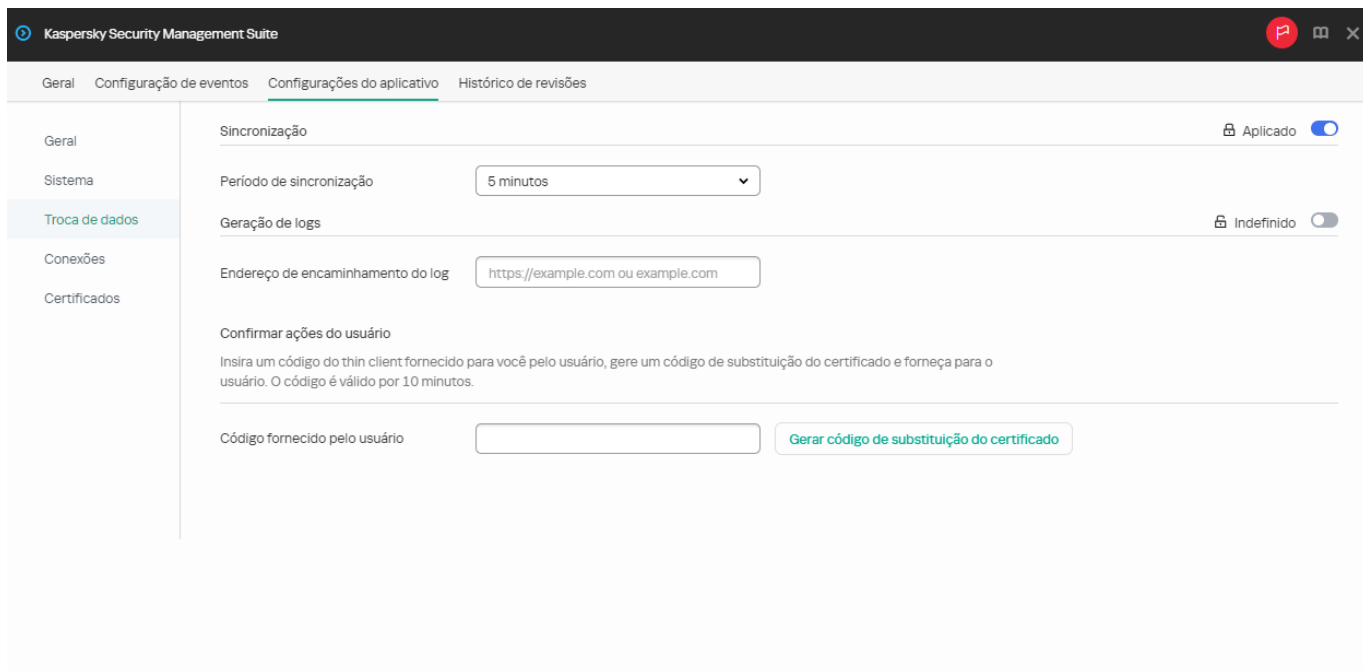 Kaspersky Security Management Suite
Geral Configuração de eventos Configurações do aplicativo Histórico de revisões
Geral
Sistema
Troca de dados
Conexões
Certificados
Sincronização Aplicado
Período de sincronização 5 minutos
Geração de logs Indefinido
Endereço de encaminhamento do log https://example.com ou example.com
Confirmar ações do usuário
Insira um código do thin client fornecido para você pelo usuário, gere um código de substituição do certificado e forneça para o
usuário. O código é válido por 10 minutos.
Código fornecido pelo usuário Gerar código de substituição do certificado